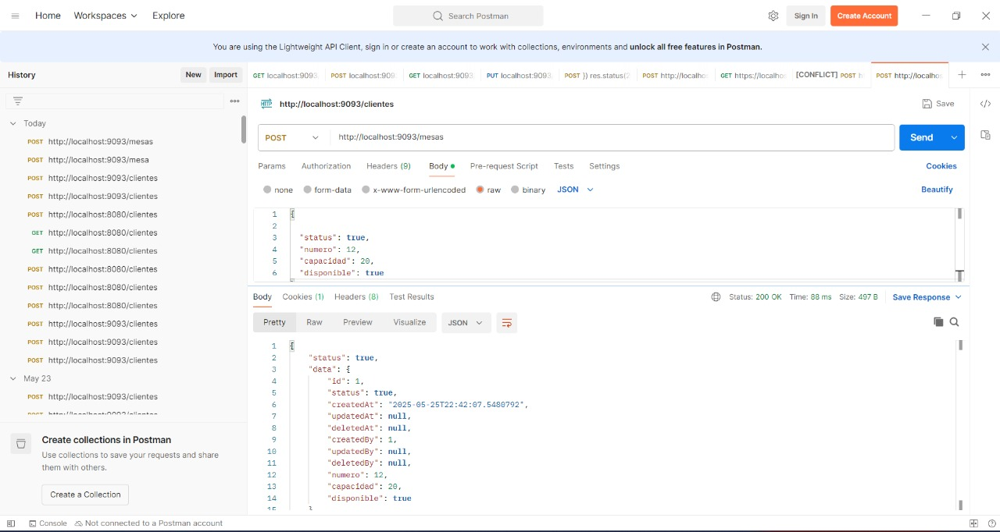 Home Workspaces Explore Search Postman Sign In Create Account
You are using the Lightweight API Client, sign in or create an account to work with collections, environments and unlock all free features in Postman.
History New Import
GET localhost:9093 POST localhost:909 GET localhost:9093 PUT localhost:9093. POST }) res.status(2 POST http://localho GET https://localho [CONFLICT] POST h POST http://localhos
http://localhost:9093/clientes Save
POST http://localhost:9093/mesas Send
Params Authorization Headers (9) Body Pre-request Script Tests Settings Cookies
none form-data x-www-form-urlencoded raw binary JSON Beautify
1 {
2
3 "status": true,
4 "numero": 12,
5 "capacidad": 20,
6 "disponible": true
Today
POST http://localhost:9093/mesas
POST http://localhost:9093/mesa
POST http://localhost:9093/clientes
POST http://localhost:9093/clientes
POST http://localhost:8080/clientes
GET http://localhost:8080/clientes
GET http://localhost:8080/clientes
POST http://localhost:8080/clientes
POST http://localhost:8080/clientes
POST http://localhost:8080/clientes
POST http://localhost:9093/clientes
POST http://localhost:9093/clientes
POST http://localhost:9093/clientes
May 23
POST http://localhost:9093/clientes
POST http://localhost:9093/clientes
Create collections in Postman
Use collections to save your requests and share
them with others.
Create a Collection
Body Cookies (1) Headers (8) Test Results Status: 200 OK Time: 88 ms Size: 497 B Save Response
Pretty Raw Preview Visualize JSON
1 {
2 "status": true,
3 "data": {
4 "id": 1,
5 "status": true,
6 "createdAt": "2025-05-25T22:42:07.5480792",
7 "updatedAt": null,
8 "deletedAt": null,
9 "createdBy": 1,
10 "updatedBy": null,
11 "deletedBy": null,
12 "numero": 12,
13 "capacidad": 20,
14 "disponible": true
15 }
Console Not connected to a Postman account